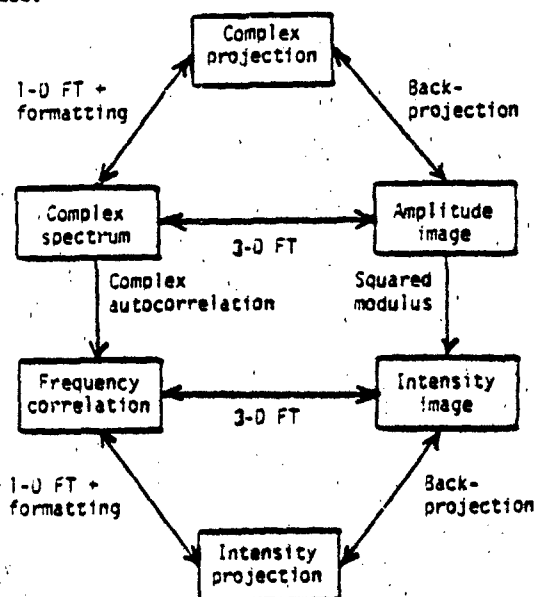 Complex
projection
1-D FT +
formatting
Back-
projection
Complex
spectrum
3-D FT
Amplitude
image
Complex
autocorrelation
Squared
modulus
Frequency
correlation
3-D FT
Intensity
image
1-D FT +
formatting
Back-
projection
Intensity
projection